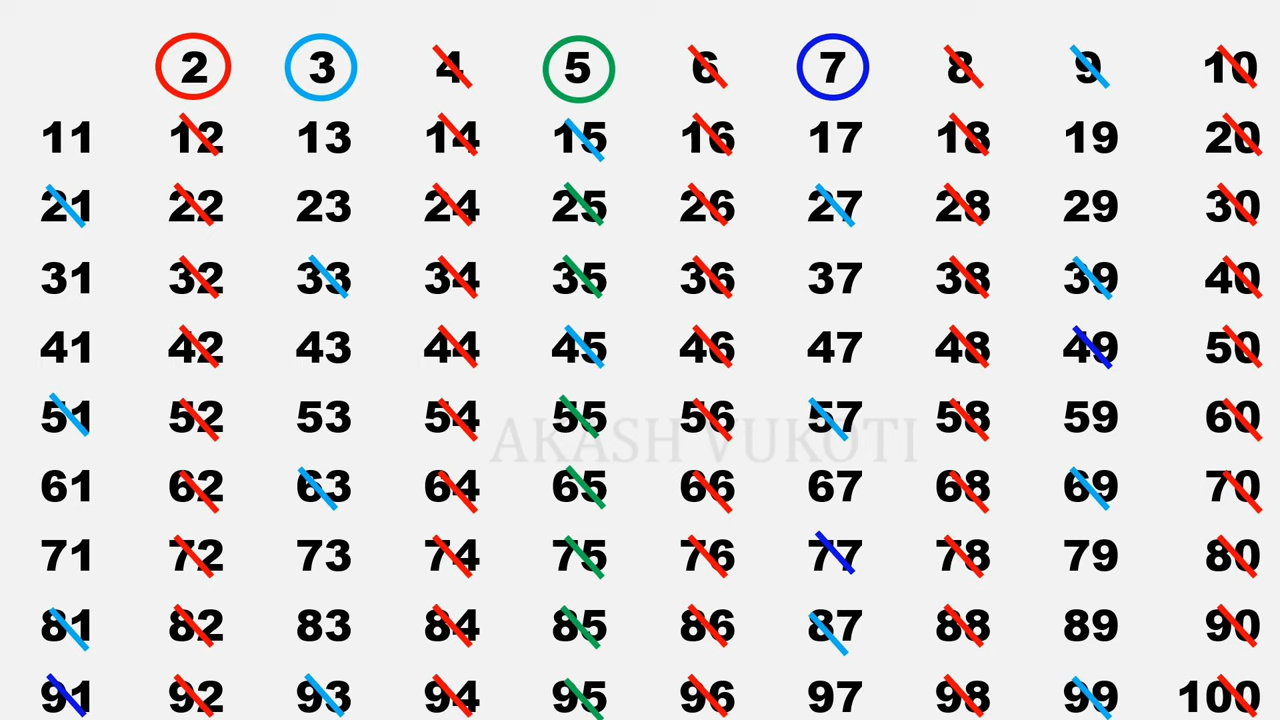 2 3 4 5 6 7 8 9 10
11 12 13 14 15 16 17 18 19 20
21 22 23 24 25 26 27 28 29 30
31 32 33 34 35 36 37 38 39 40
41 42 43 44 45 46 47 48 49 50
51 52 53 54 55 56 57 58 59 60
AKASH VUKOTI
61 62 63 64 65 66 67 68 69 70
71 72 73 74 75 76 77 78 79 80
81 82 83 84 85 86 87 88 89 90
91 92 93 94 95 96 97 98 99 100